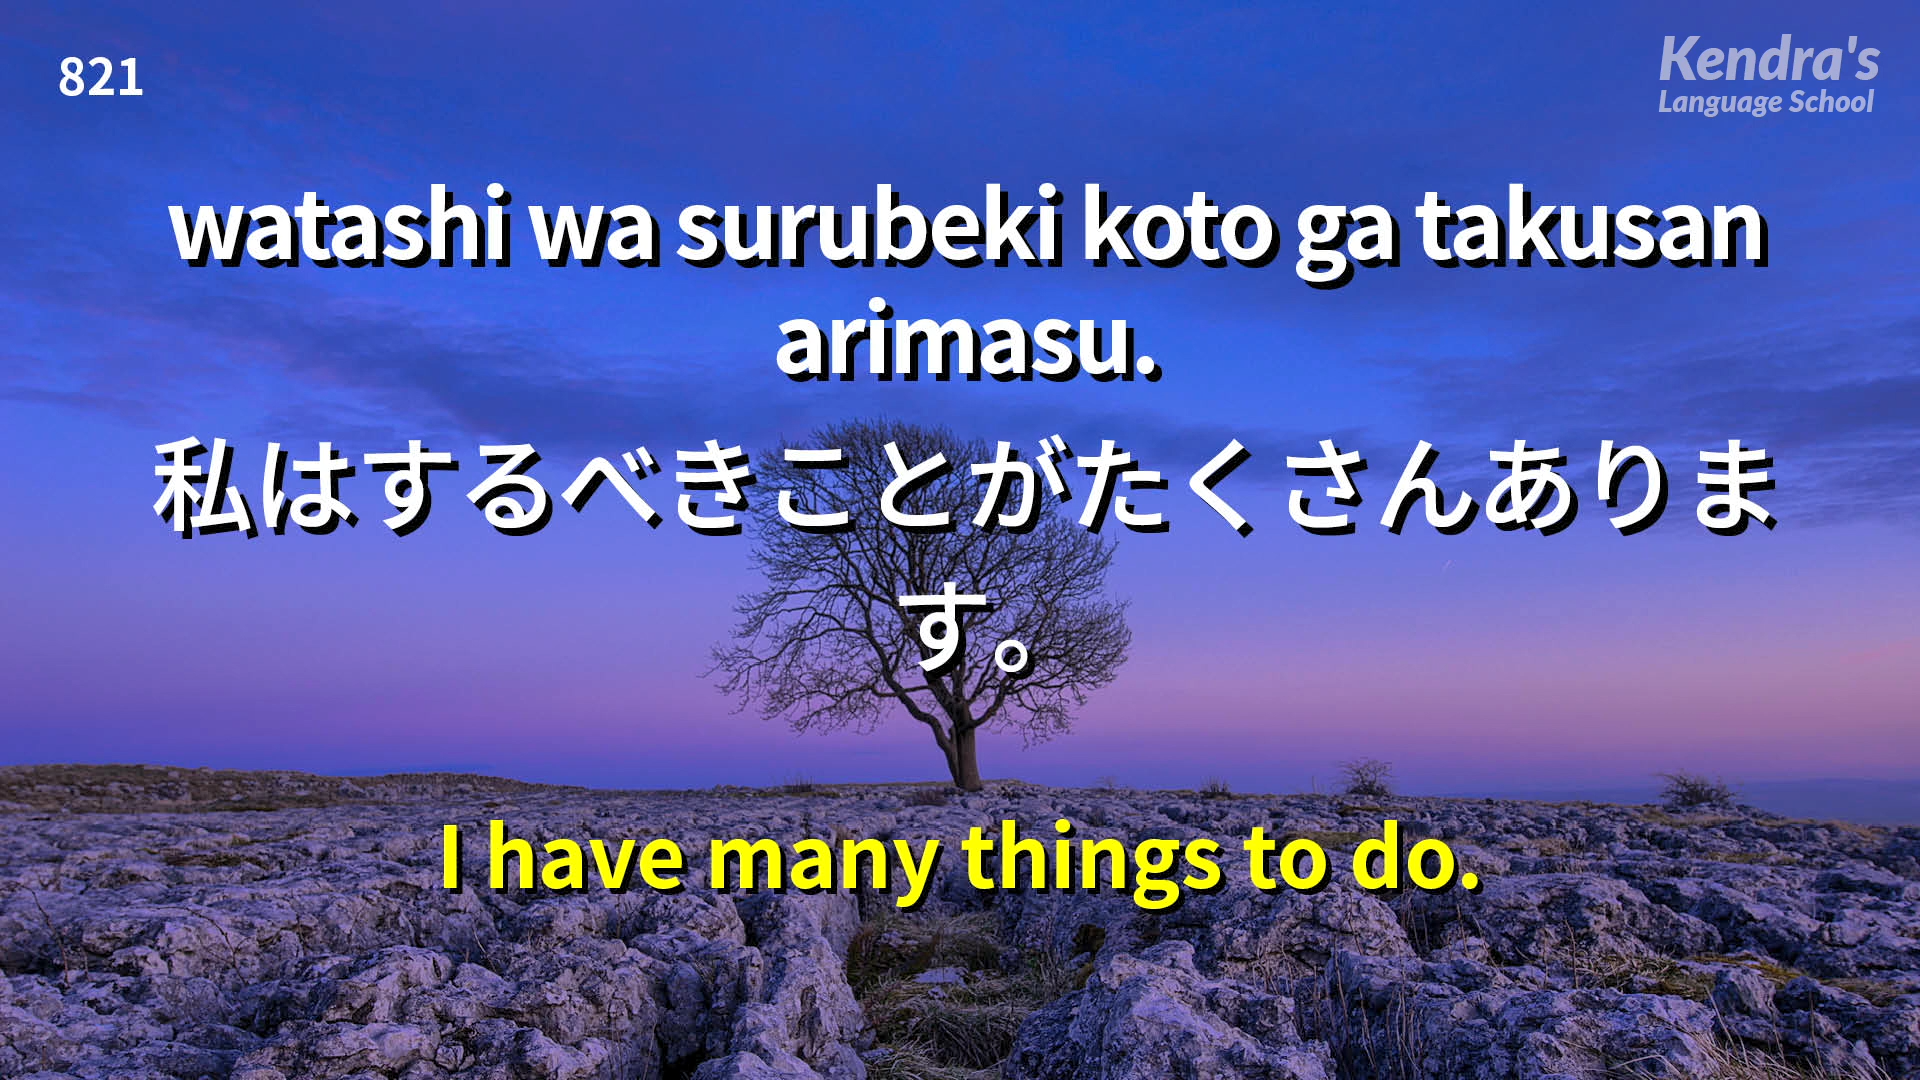 821
Kendra's
Language School
watashi wa surubeki koto ga takusan
arimasu.
私はするべきことがたくさんありま
す。
I have many things to do.